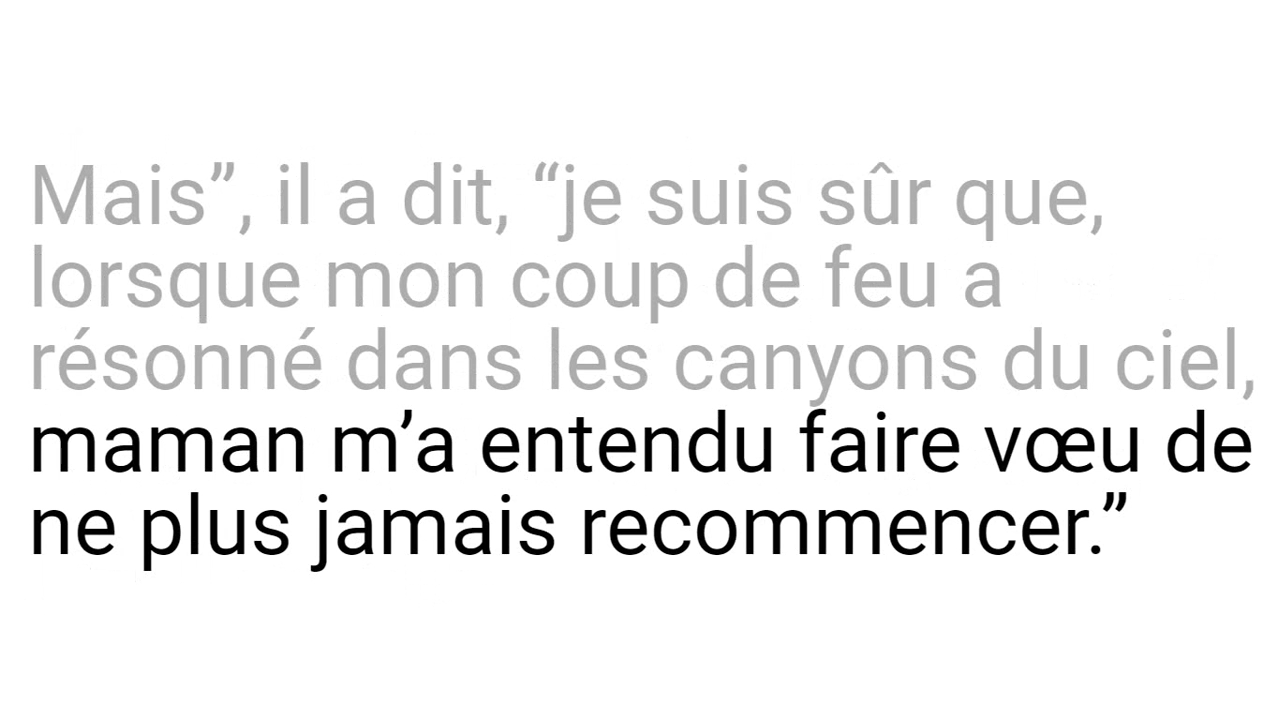 Mais”, il a dit, “je suis sûr que,
lorsque mon coup de feu a
résonné dans les canyons du ciel,
maman m’a entendu faire vœu de
ne plus jamais recommencer.”